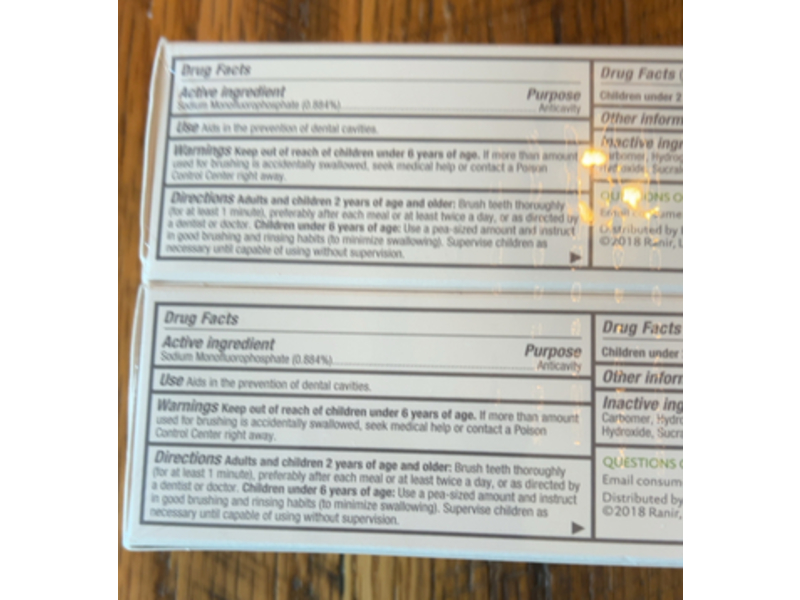 Drug Facts
Active ingredient
Purpose
Sodium Monofluorophosphate (0.884%)
Anticavity
Use Aids in the prevention of dental cavities.
Warnings Keep out of reach of children under 6 years of age. If more than amount
used for brushing is accidentally swallowed, seek medical help or contact a Poison
Control Center right away.
Directions Adults and children 2 years of age and older: Brush teeth thoroughly
(for at least 1 minute), preferably after each meal or at least twice a day, or as directed by
a dentist or doctor. Children under 6 years of age: Use a pea-sized amount and instruct
in good brushing and rinsing habits (to minimize swallowing). Supervise children as
necessary until capable of using without supervision.
Drug Facts (
Children under 2
Other inform
Inactive ingr
Carbomer, Hydrog
Sucra
©2018 Ranir, L
Drug Facts
Active ingredient
Purpose
Sodium Monofluorophosphate (0.884%)
Anticavity
Use Aids in the prevention of dental cavities.
Warnings Keep out of reach of children under 6 years of age. If more than amount
used for brushing is accidentally swallowed, seek medical help or contact a Poison
Control Center right away.
Directions Adults and children 2 years of age and older: Brush teeth thoroughly
(for at least 1 minute), preferably after each meal or at least twice a day, or as directed by
a dentist or doctor. Children under 6 years of age: Use a pea-sized amount and instruct
in good brushing and rinsing habits (to minimize swallowing). Supervise children as
necessary until capable of using without supervision.
Drug Facts
Children under
Other inform
Inactive ing
Carbomer, Hydro
Hydroxide, Sucra
QUESTIONS
Email consum
Distributed by
©2018 Ranir,